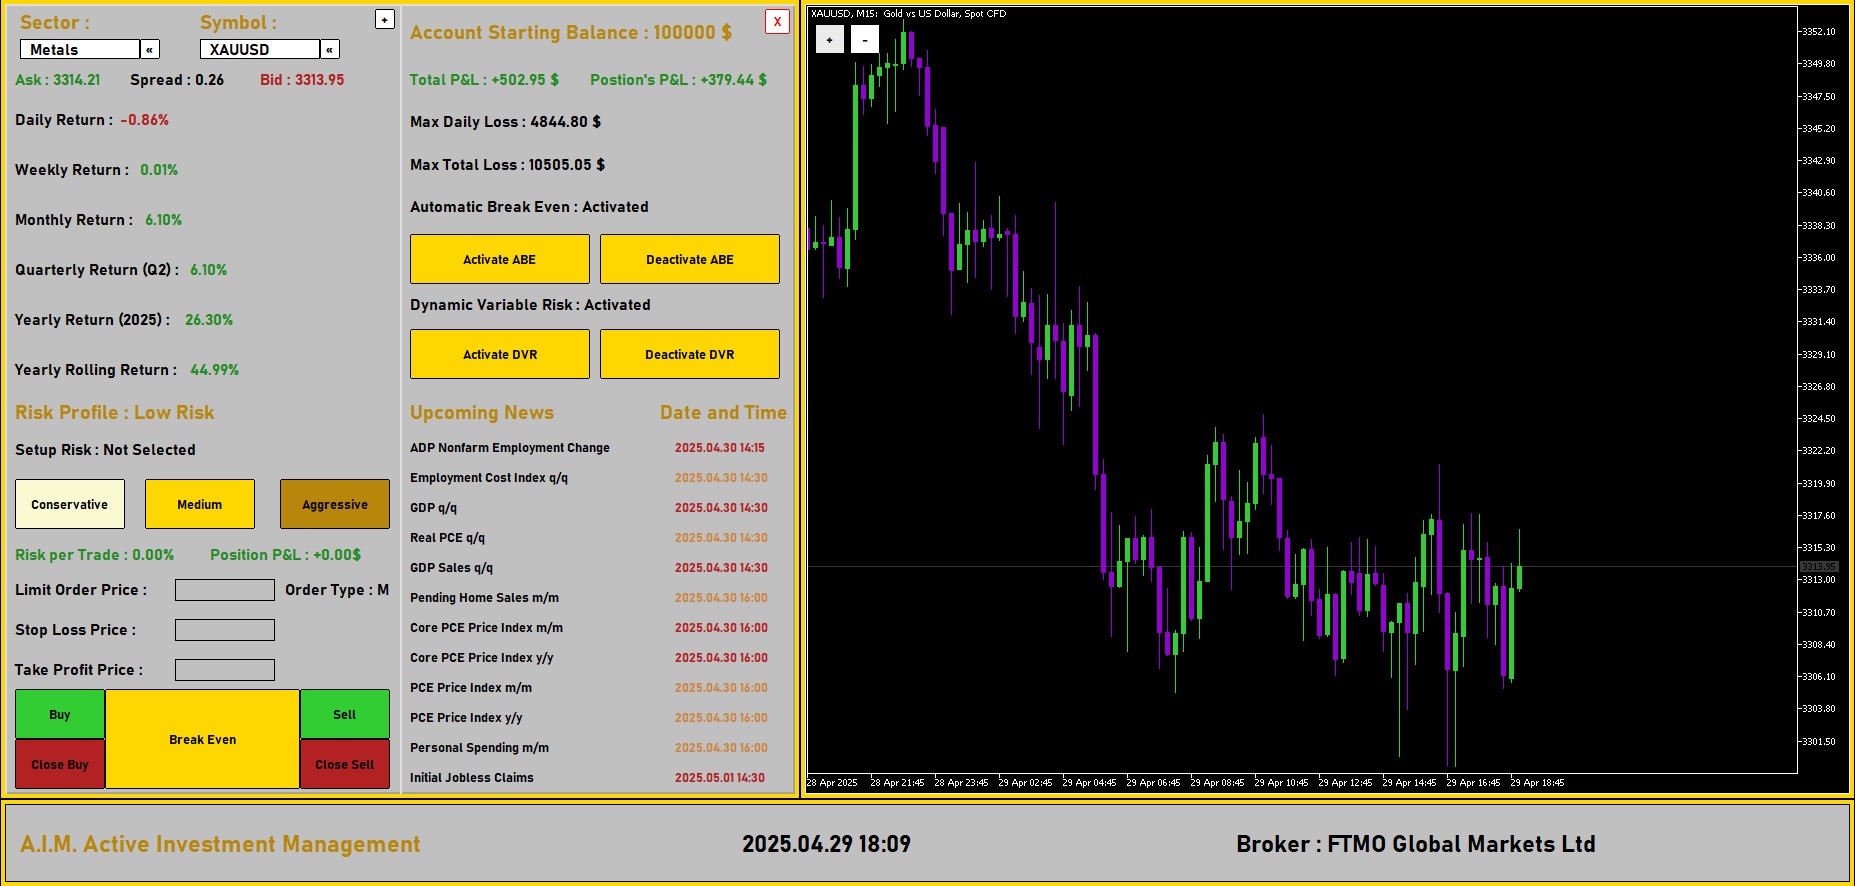 Sector :
Symbol :
+
Metals «
XAUUSD «
Ask : 3314.21 Spread : 0.26 Bid : 3313.95
Daily Return : -0.86%
Weekly Return : 0.01%
Monthly Return : 6.10%
Quarterly Return (Q2) : 6.10%
Yearly Return (2025) : 26.30%
Yearly Rolling Return : 44.99%
Risk Profile : Low Risk
Setup Risk : Not Selected
Conservative
Medium
Aggressive
Risk per Trade : 0.00% Position P&L : +0.00$
Limit Order Price : Order Type : M
Stop Loss Price :
Take Profit Price :
Buy
Break Even
Sell
Close Buy
Close Sell
Account Starting Balance : 100000 $
X
Total P&L : +502.95 $ Postion's P&L : +379.44 $
Max Daily Loss : 4844.80 $
Max Total Loss : 10505.05 $
Automatic Break Even : Activated
Activate ABE
Deactivate ABE
Dynamic Variable Risk : Activated
Activate DVR
Deactivate DVR
Upcoming News Date and Time
ADP Nonfarm Employment Change 2025.04.30 14:15
Employment Cost Index q/q 2025.04.30 14:30
GDP q/q 2025.04.30 14:30
Real PCE q/q 2025.04.30 14:30
GDP Sales q/q 2025.04.30 14:30
Pending Home Sales m/m 2025.04.30 16:00
Core PCE Price Index m/m 2025.04.30 16:00
Core PCE Price Index y/y 2025.04.30 16:00
PCE Price Index m/m 2025.04.30 16:00
PCE Price Index y/y 2025.04.30 16:00
Personal Spending m/m 2025.04.30 16:00
Initial Jobless Claims 2025.05.01 14:30
XAUUSD, M15: Gold vs US Dollar, Spot CFD
+
-
3352.10
3349.80
3347.50
3345.20
3342.90
3340.60
3338.30
3336.00
3333.70
3331.40
3329.10
3326.80
3324.50
3322.20
3319.90
3317.60
3315.30
3313.95
3313.00
3310.70
3308.40
3306.10
3303.80
3301.50
28 Apr 2025 28 Apr 21:45 28 Apr 23:45 29 Apr 02:45 29 Apr 04:45 29 Apr 06:45 29 Apr 08:45 29 Apr 10:45 29 Apr 12:45 29 Apr 14:45 29 Apr 16:45 29 Apr 18:45
A.I.M. Active Investment Management
2025.04.29 18:09
Broker : FTMO Global Markets Ltd